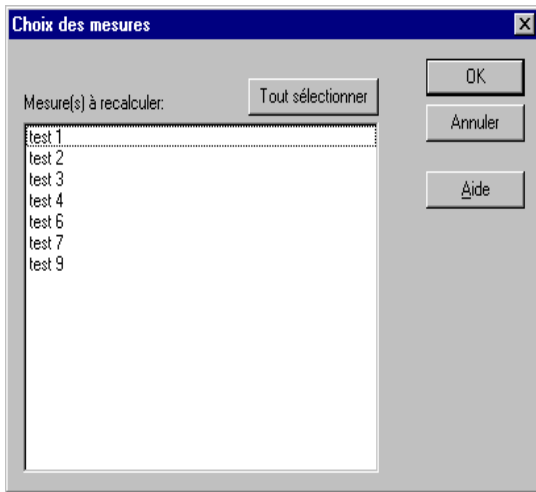 Choix des mesures
OK
Tout sélectionner
Mesure(s) à recalculer:
Annuler
test 1
test 2
test 3
Aide
test 4
test 6
test 7
test 9